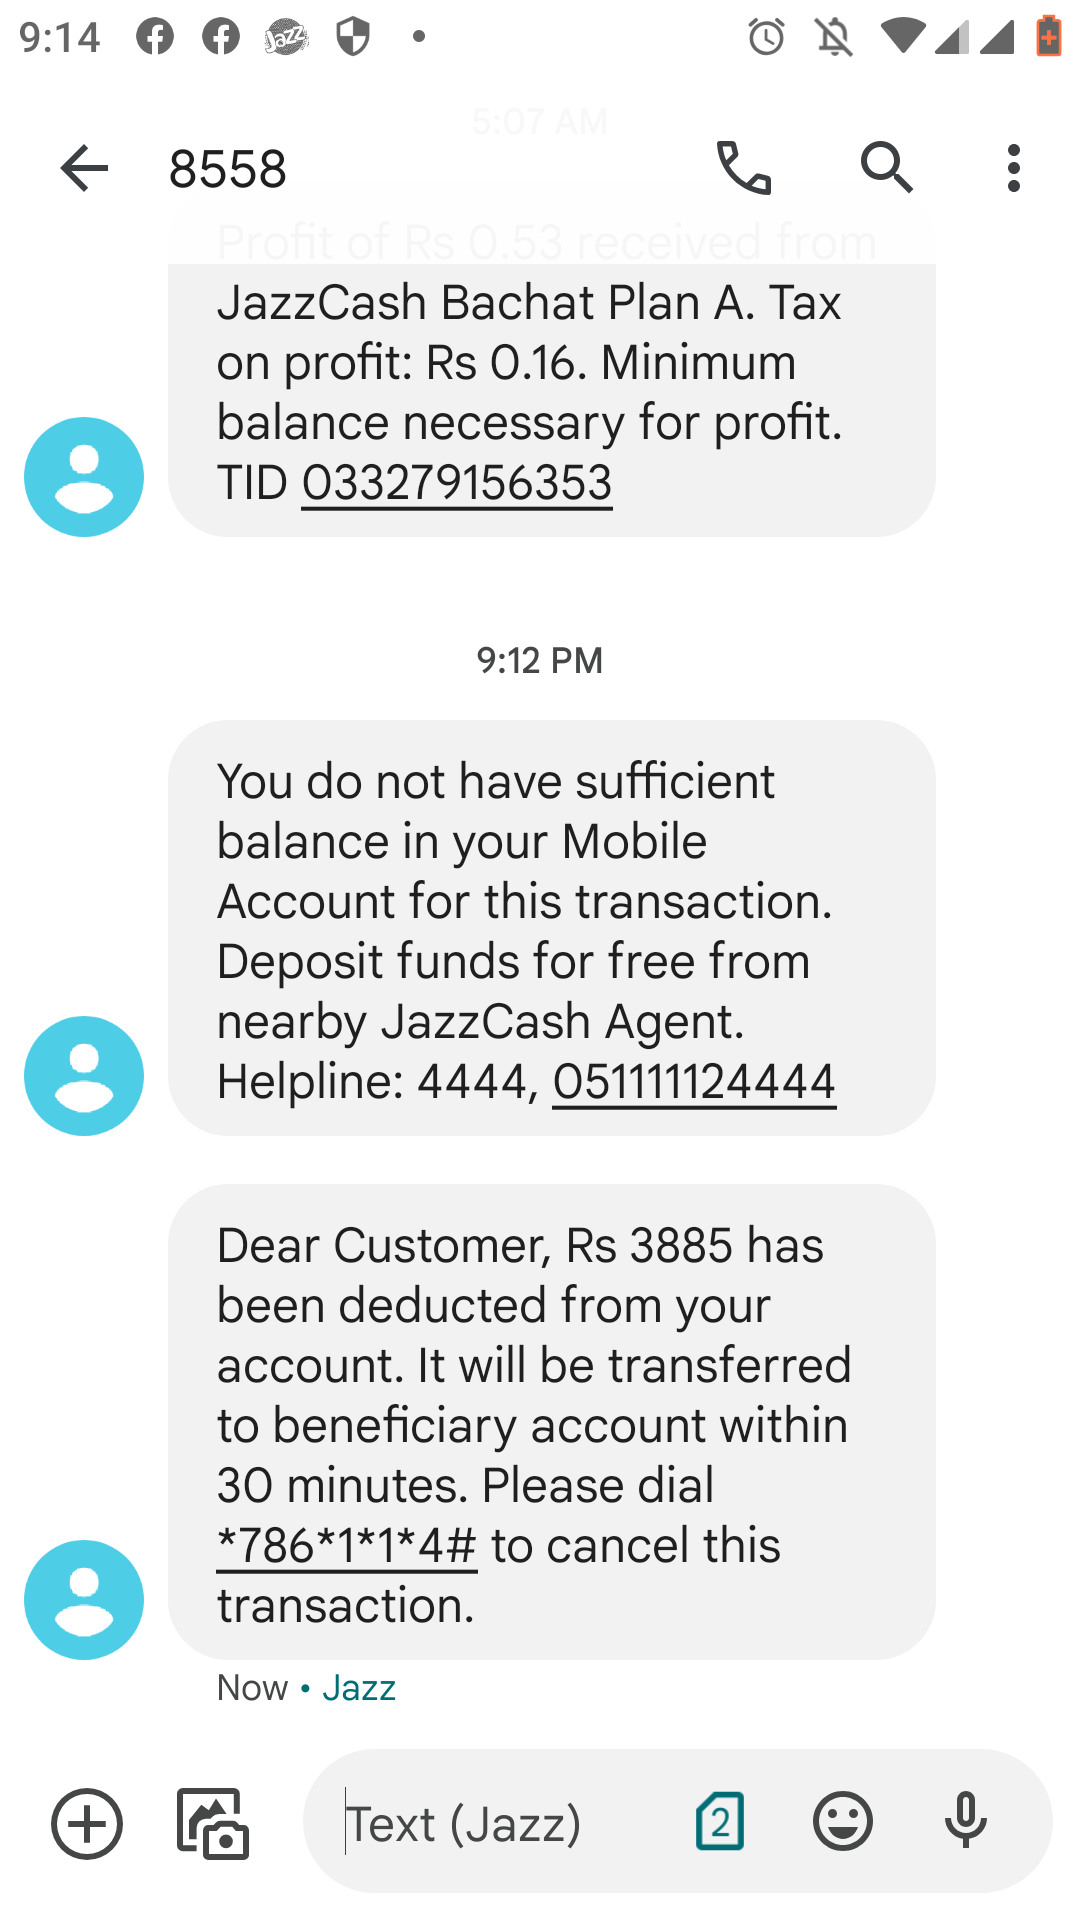 9:14
5:07 AM
8558
Profit of Rs 0.53 received from
JazzCash Bachat Plan A. Tax
on profit: Rs 0.16. Minimum
balance necessary for profit.
TID 033279156353
9:12 PM
You do not have sufficient
balance in your Mobile
Account for this transaction.
Deposit funds for free from
nearby JazzCash Agent.
Helpline: 4444, 051111124444
Dear Customer, Rs 3885 has
been deducted from your
account. It will be transferred
to beneficiary account within
30 minutes. Please dial
*786*1*1*4# to cancel this
transaction.
Now • Jazz
Text (Jazz) 2